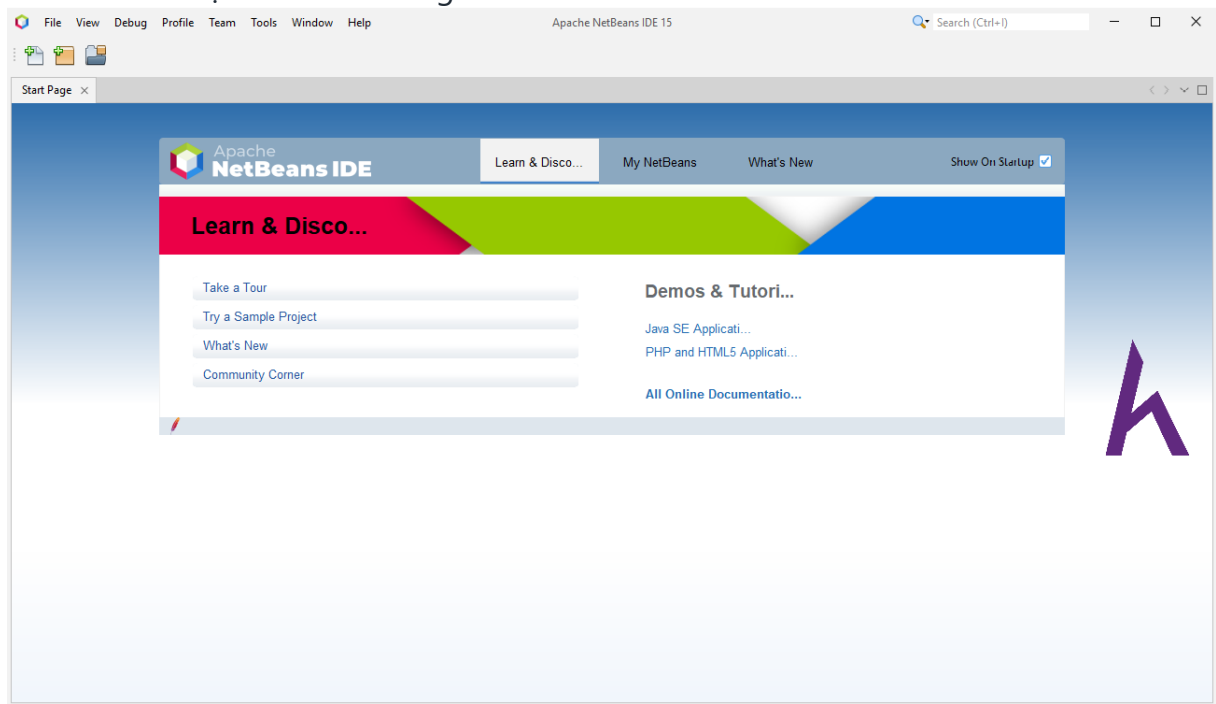 File View Debug Profile Team Tools Window Help Apache NetBeans IDE 15 Search (Ctrl+I)
Start Page
Apache
NetBeans IDE
Learn & Disco... My NetBeans What's New Show On Startup
Learn & Disco...
Take a Tour
Try a Sample Project
What's New
Community Corner
Demos & Tutori...
Java SE Applicati...
PHP and HTML5 Applicati...
All Online Documentatio...